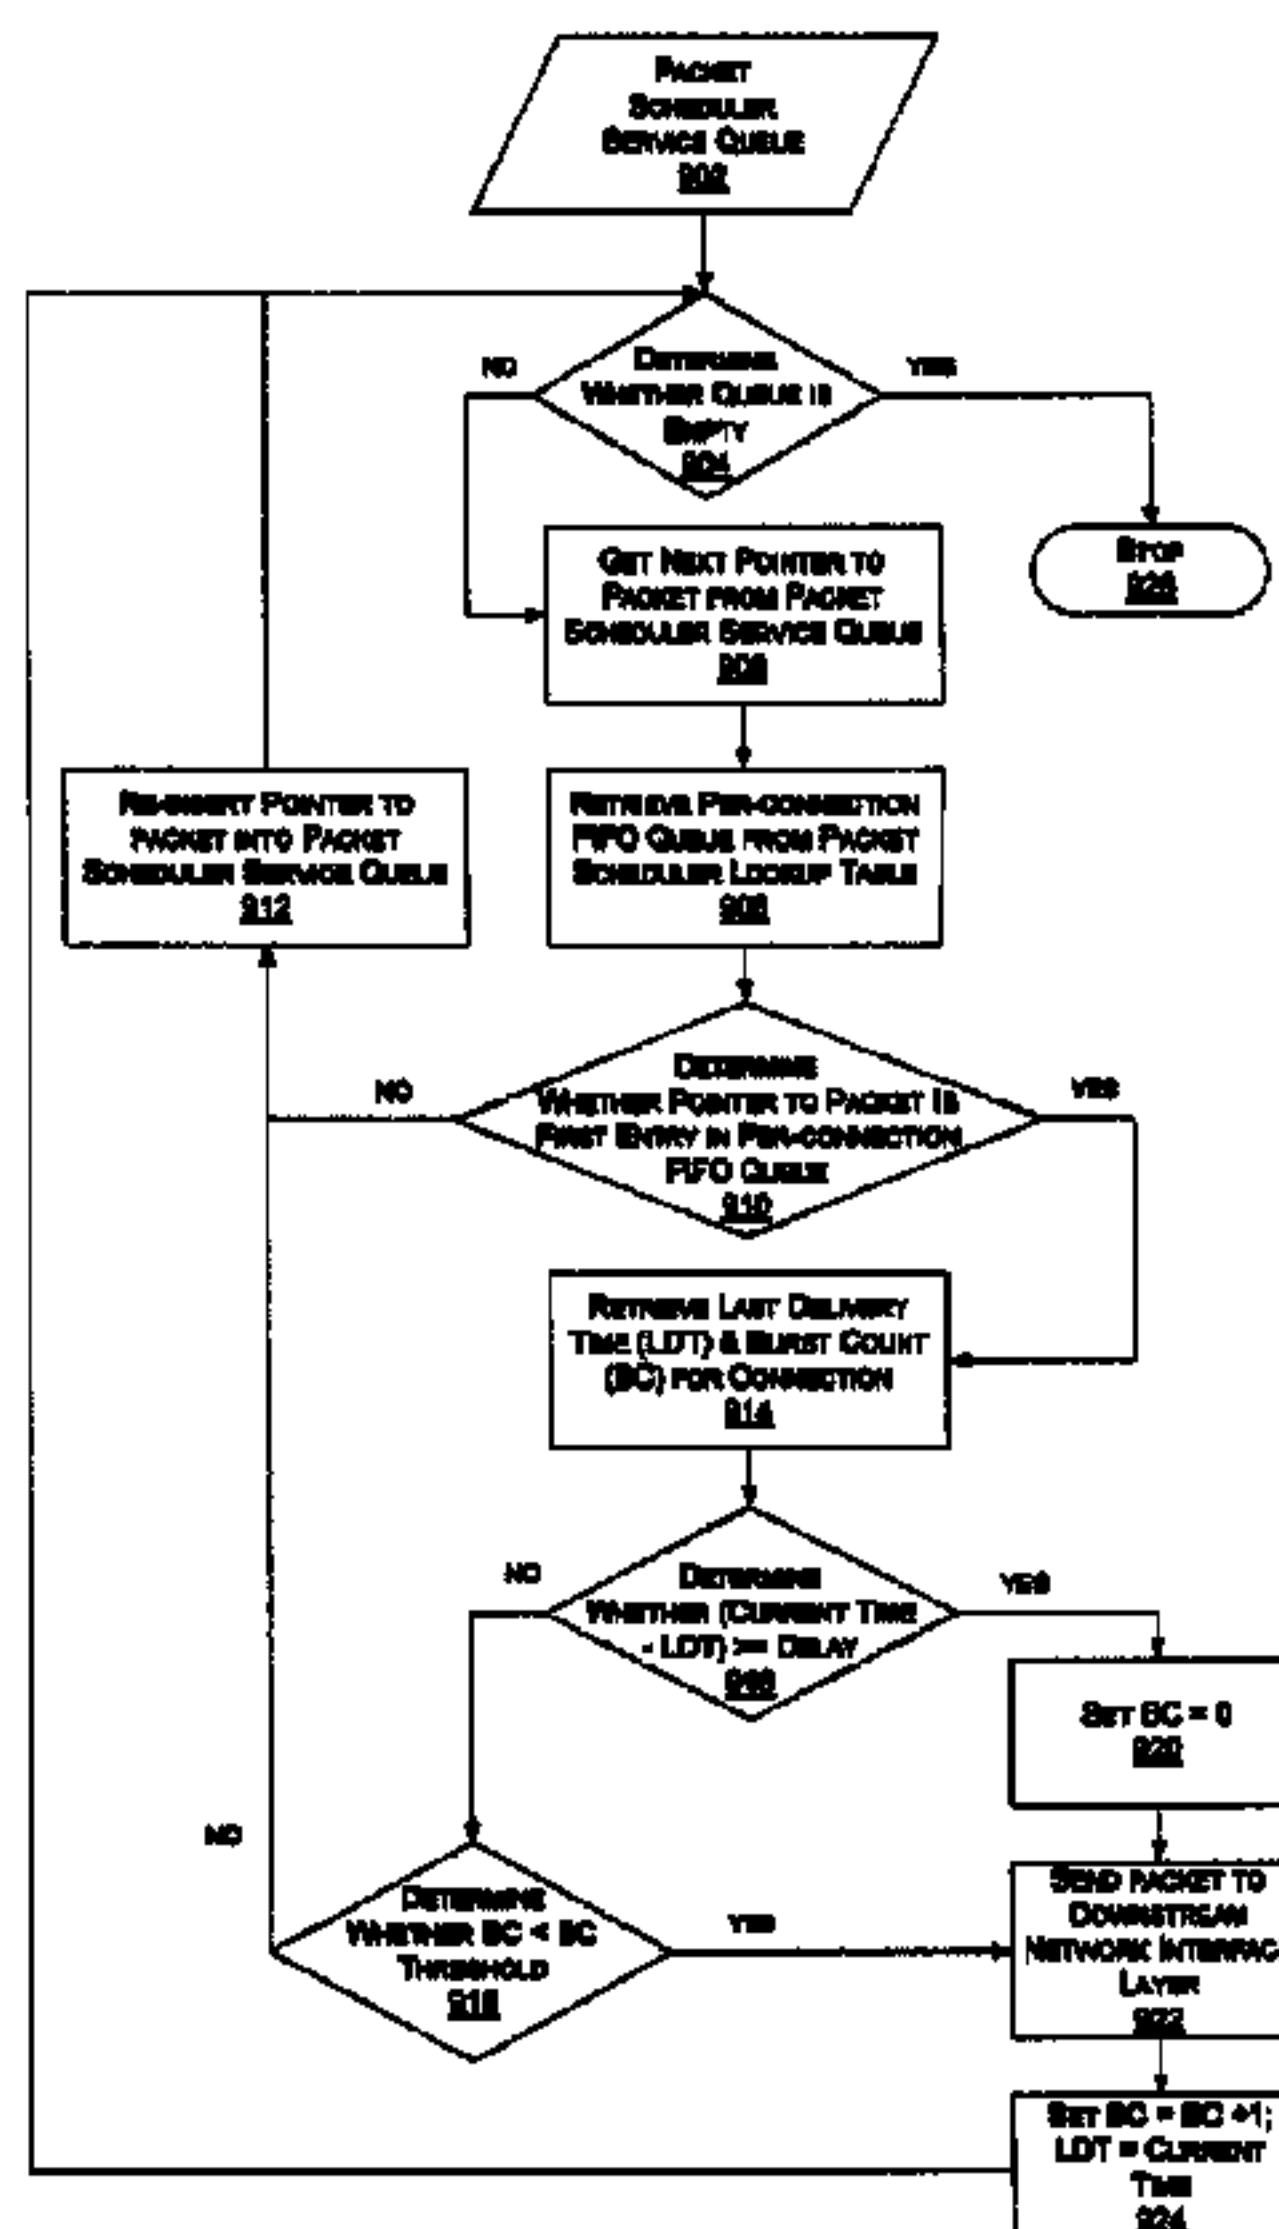 PACKET
SCHEDULER
SERVICE QUEUE
902
DETERMINE
WHETHER QUEUE IS
EMPTY
904
NO
YES
STOP
926
GET NEXT POINTER TO
PACKET FROM PACKET
SCHEDULER SERVICE QUEUE
906
RE-INSERT POINTER TO
PACKET INTO PACKET
SCHEDULER SERVICE QUEUE
912
RETRIEVE PER-CONNECTION
FIFO QUEUE FROM PACKET
SCHEDULER LOOKUP TABLE
908
DETERMINE
WHETHER POINTER TO PACKET IS
FIRST ENTRY IN PER-CONNECTION
FIFO QUEUE
910
NO
YES
RETRIEVE LAST DELIVERY
TIME (LDT) & BURST COUNT
(BC) FOR CONNECTION
914
DETERMINE
WHETHER (CURRENT TIME
- LDT) >= DELAY
NO
YES
SET BC = 0
920
NO
DETERMINE
WHETHER BC < BC
THRESHOLD
YES
SEND PACKET TO
DOWNSTREAM
NETWORK INTERFAC
LAYER
922
SET BC = BC +1;
LDT = CURRENT
TIME
924